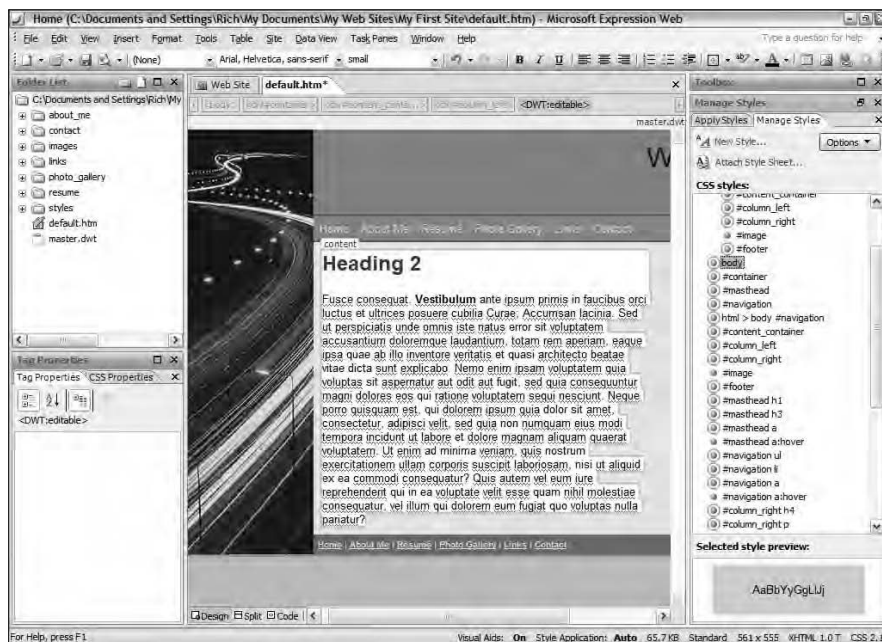 Home (C:\Documents and Settings\Rich\My Documents\My Web Sites\My First Site\default.htm) - Microsoft Expression Web
File Edit View Insert Format Tools Table Site Data View Task Panes Window Help
Type a question for help
(None) Arial, Helvetica, sans-serif small B I U A
Folder List
C:\Documents and Settings\Rich\My
about_me
contact
images
links
photo_gallery
resume
styles
default.htm
master.dwt
Tag Properties
Tag Properties CSS Properties
<DWT:editable>
Web Site default.htm*
<DWT:editable>
master.dwt
W
Home About Me Resume Photo Gallery Links Contact
content
Heading 2
Fusce consequat. Vestibulum ante ipsum primis in faucibus orci
luctus et ultrices posuere cubilia Curae. Accumsan lacinia. Sed
ut perspiciatis unde omnis iste natus error sit voluptatem
accusantium doloremque laudantium, totam rem aperiam, eaque
ipsa quae ab illo inventore veritatis et quasi architecto beatae
vitae dicta sunt explicabo. Nemo enim ipsam voluptatem quia
voluptas sit aspernatur aut odit aut fugit, sed quia consequuntur
magni dolores eos qui ratione voluptatem sequi nesciunt. Neque
porro quisquam est, qui dolorem ipsum quia dolor sit amet,
consectetur, adipisci velit, sed quia non numquam eius modi
tempora incidunt ut labore et dolore magnam aliquam quaerat
voluptatem. Ut enim ad minima veniam, quis nostrum
exercitationem ullam corporis suscipit laboriosam, nisi ut aliquid
ex ea commodi consequatur? Quis autem vel eum iure
reprehenderit qui in ea voluptate velit esse quam nihil molestiae
consequatur, vel illum qui dolorem eum fugiat quo voluptas nulla
pariatur?
Home | About Me | Resume | Photo Gallery | Links | Contact
Design Split Code
Toolbox
Manage Styles
Apply Styles Manage Styles
New Style...
Options
Attach Style Sheet...
CSS styles:
#content_container
#column_left
#column_right
#image
#footer
body
#container
#masthead
#navigation
html > body #navigation
#content_container
#column_left
#column_right
#image
#footer
#masthead h1
#masthead h3
#masthead a
#masthead a:hover
#navigation ul
#navigation li
#navigation a
#navigation a:hover
#column_right h4
#column_right p
Selected style preview:
AaBbYyGgLlJj
For Help, press F1
Visual Aids: On Style Application: Auto 65.7 KB Standard 561 x 555 XHTML 1.0 T CSS 2.